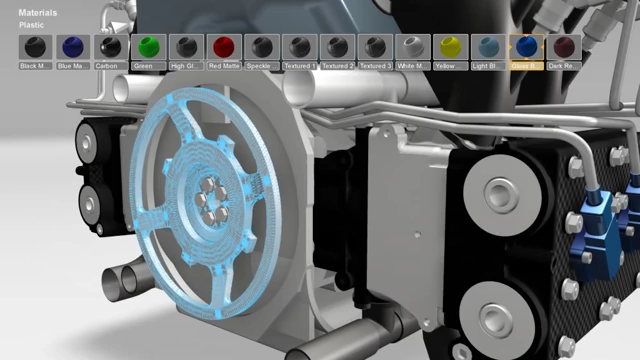 Materials
Plastic
Black M... Blue Ma... Carbon Green High Gl... Red Matte Speckle ... Textured 1 Textured 2 Textured 3 White M... Yellow ... Light Bl... Gloss B... Dark Re...